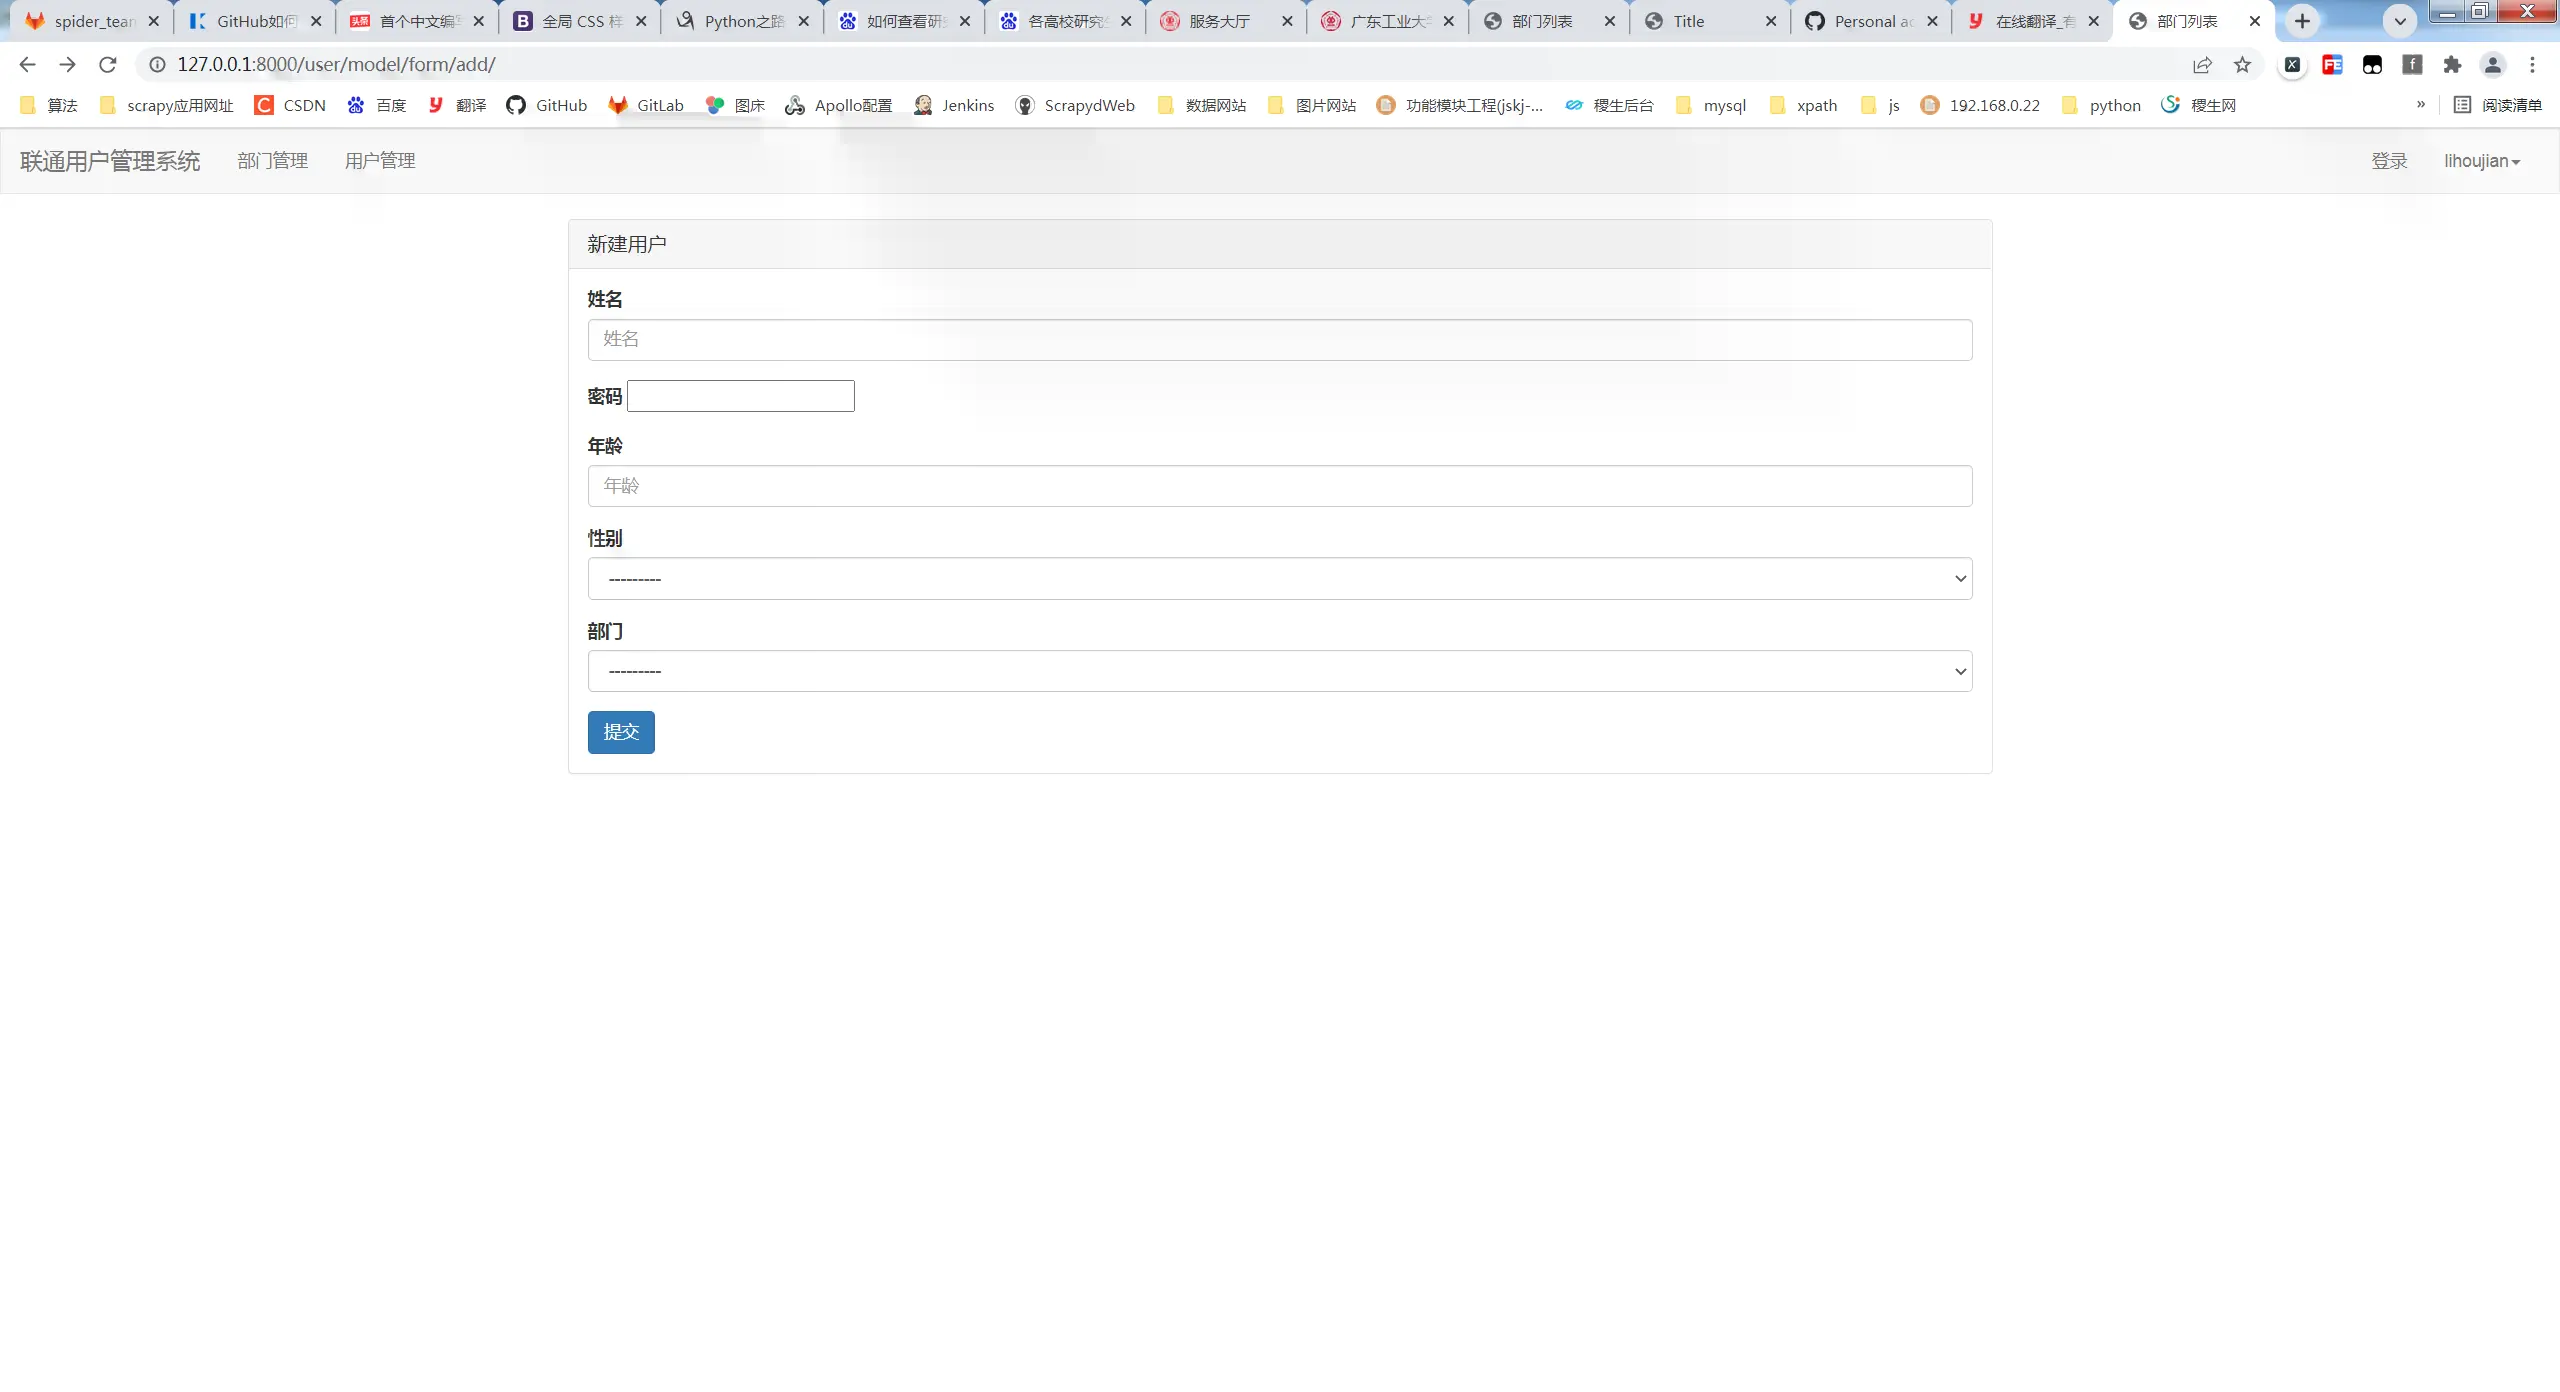 spider_tean
GitHub如何
首个中文编
全局 CSS 样
Python之路
如何查看研
各高校研究
服务大厅
广东工业大
部门列表
Title
Personal ac
在线翻译_有
部门列表
127.0.0.1:8000/user/model/form/add/
算法 scrapy应用网址 CSDN 百度 翻译 GitHub GitLab 图床 Apollo配置 Jenkins ScrapydWeb 数据网站 图片网站 功能模块工程(jskj-... 稷生后台 mysql xpath js 192.168.0.22 python 稷生网 » 阅读清单
联通用户管理系统 部门管理 用户管理 登录 lihoujian
新建用户
姓名
姓名
密码
年龄
年龄
性别
---------
部门
---------
提交